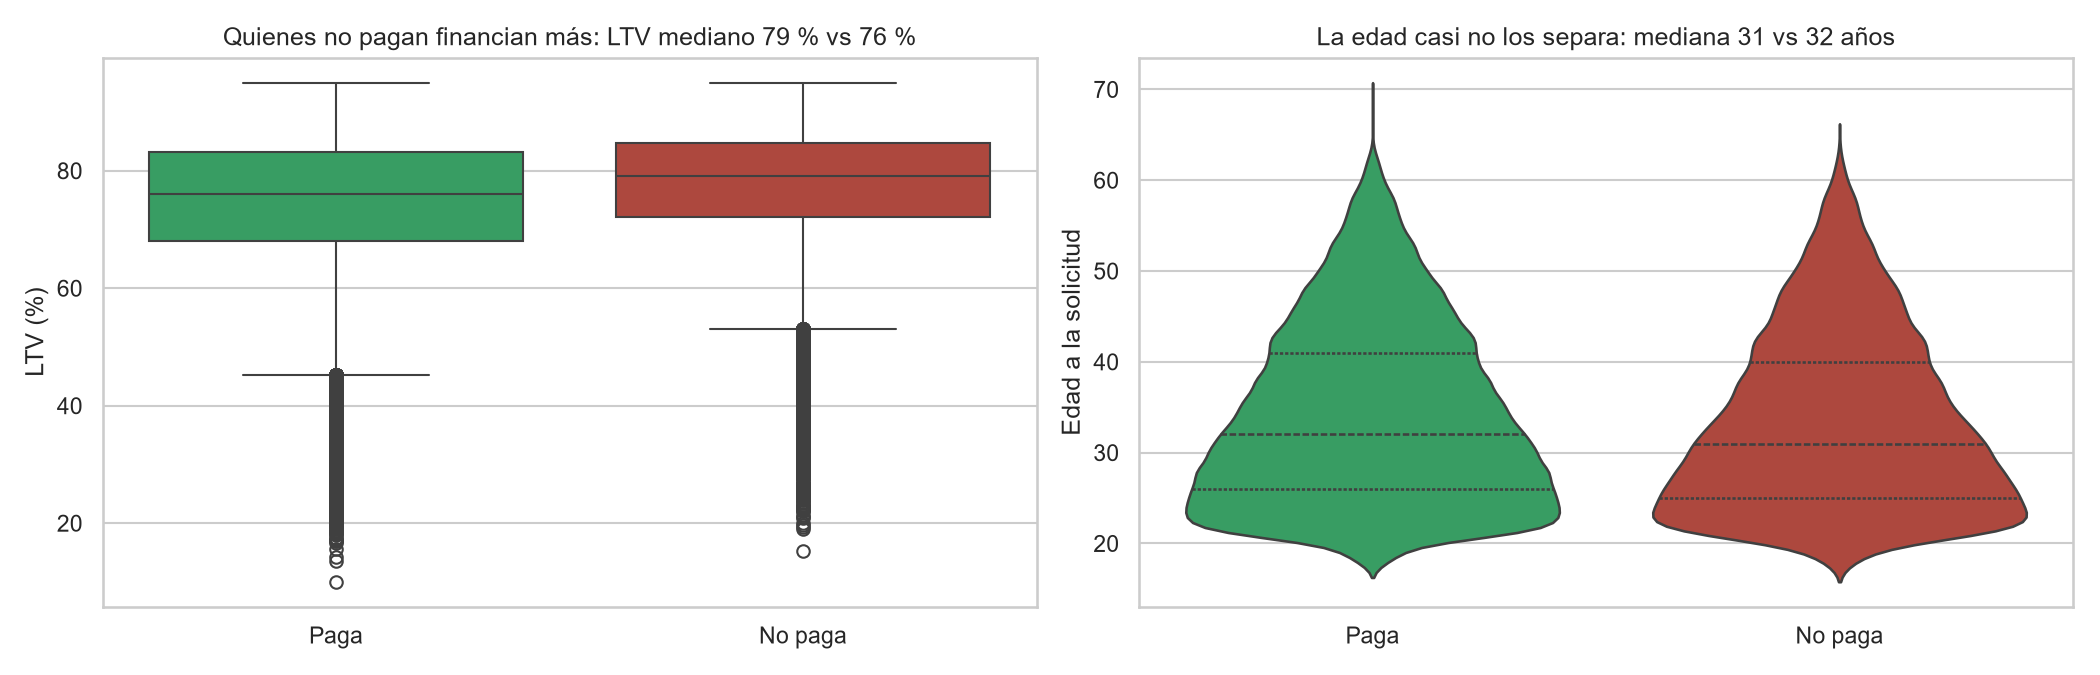 Quienes no pagan financian más: LTV mediano 79 % vs 76 %
LTV (%)
80
60
40
20
Paga
No paga
La edad casi no los separa: mediana 31 vs 32 años
Edad a la solicitud
70
60
50
40
30
20
Paga
No paga